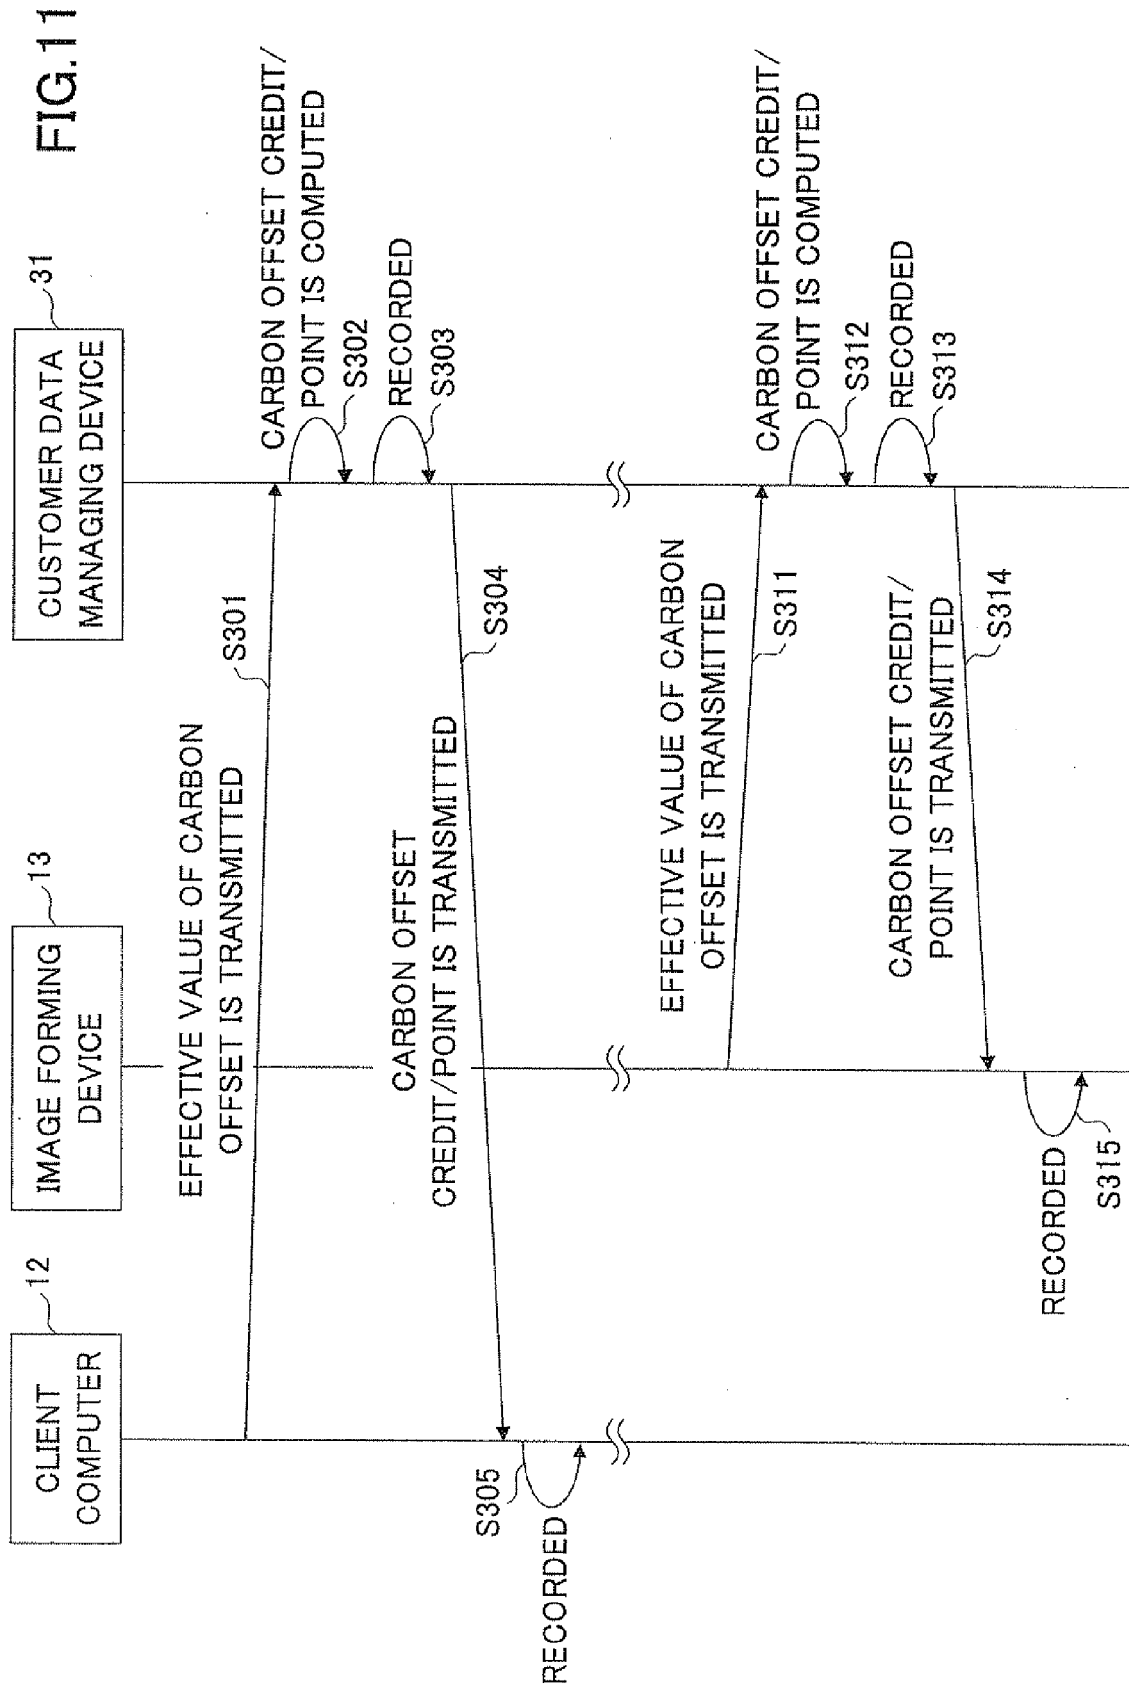 FIG.11
CLIENT
COMPUTER
12
IMAGE FORMING
DEVICE
13
CUSTOMER DATA
MANAGING DEVICE
31
EFFECTIVE VALUE OF CARBON
OFFSET IS TRANSMITTED
S301
CARBON OFFSET CREDIT/
POINT IS COMPUTED
S302
RECORDED
S303
CARBON OFFSET
CREDIT/POINT IS TRANSMITTED
S304
S305
RECORDED
EFFECTIVE VALUE OF CARBON
OFFSET IS TRANSMITTED
S311
CARBON OFFSET CREDIT/
POINT IS COMPUTED
S312
RECORDED
S313
CARBON OFFSET CREDIT/
POINT IS TRANSMITTED
S314
RECORDED
S315